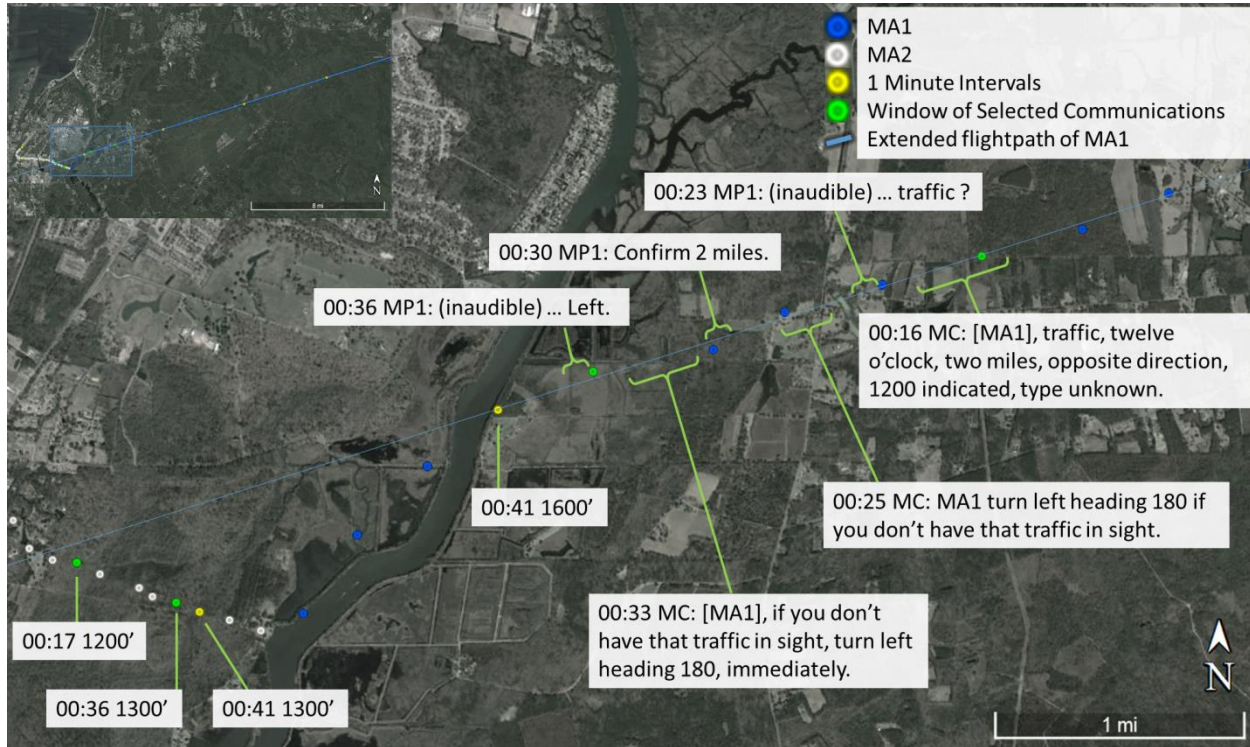 MA1
MA2
1 Minute Intervals
Window of Selected Communications
Extended flightpath of MA1
N
8 mi
00:23 MP1: (inaudible) … traffic ?
00:30 MP1: Confirm 2 miles.
00:36 MP1: (inaudible) … Left.
00:16 MC: [MA1], traffic, twelve
o’clock, two miles, opposite direction,
1200 indicated, type unknown.
00:41 1600’
00:25 MC: MA1 turn left heading 180 if
you don’t have that traffic in sight.
00:33 MC: [MA1], if you don’t
have that traffic in sight, turn left
heading 180, immediately.
00:17 1200’
00:36 1300’
00:41 1300’
N
1 mi